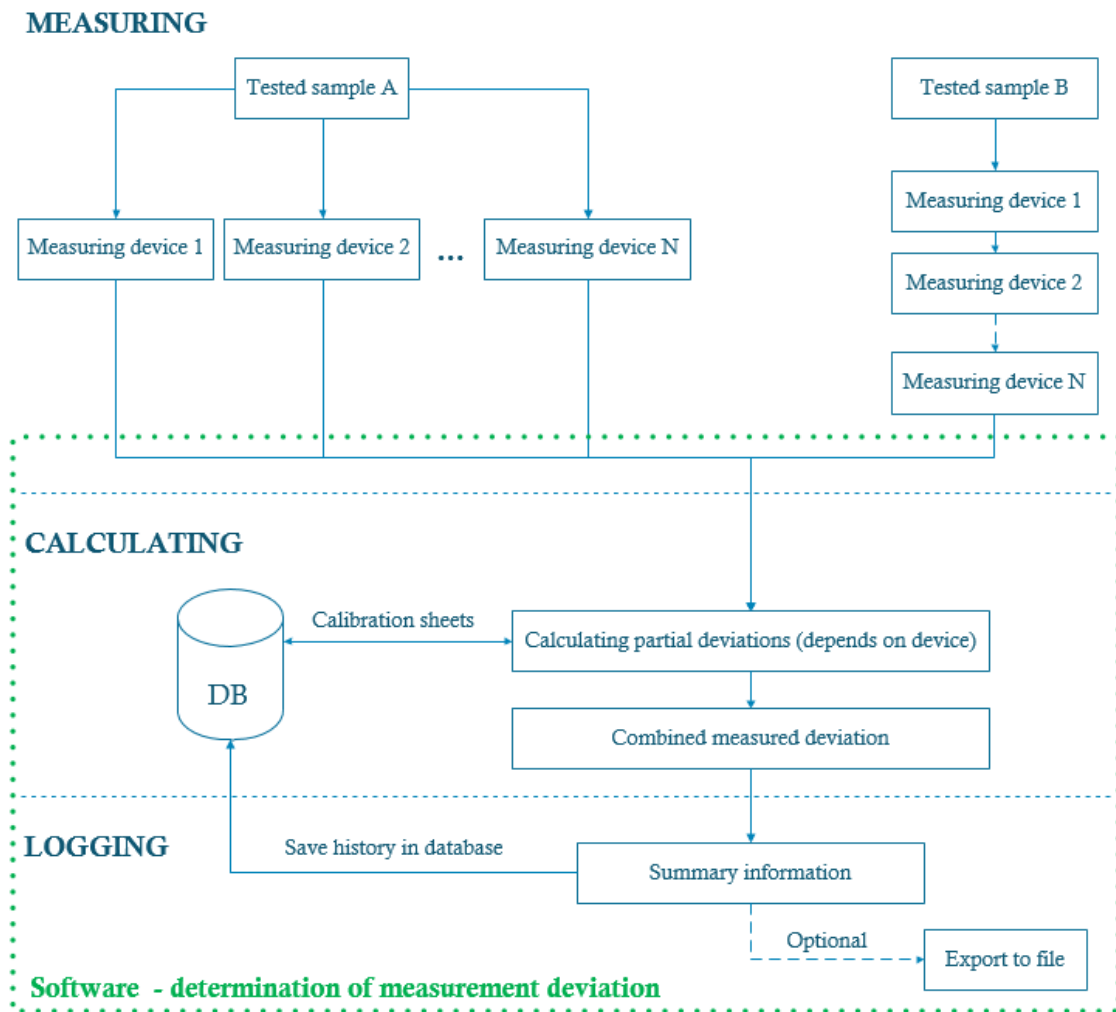 MEASURING
Tested sample A
Tested sample B
Measuring device 1
Measuring device 1
Measuring device 2
...
Measuring device N
Measuring device 2
Measuring device N
CALCULATING
Calibration sheets
Calculating partial deviations (depends on device)
DB
Combined measured deviation
LOGGING
Save history in database
Summary information
Optional
Export to file
Software - determination of measurement deviation